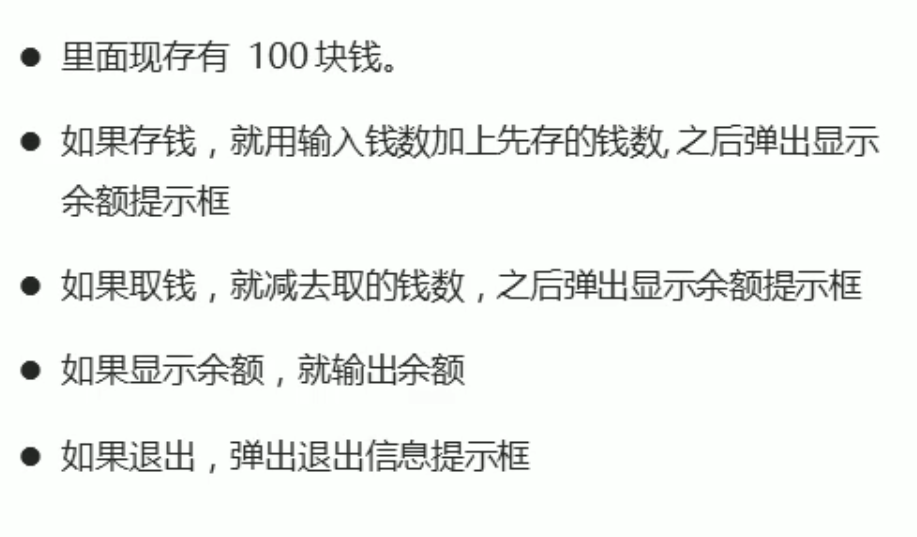 ● 里面现存有 100块钱。
● 如果存钱，就用输入钱数加上先存的钱数,之后弹出显示
余额提示框
● 如果取钱，就减去取的钱数，之后弹出显示余额提示框
● 如果显示余额，就输出余额
● 如果退出，弹出退出信息提示框